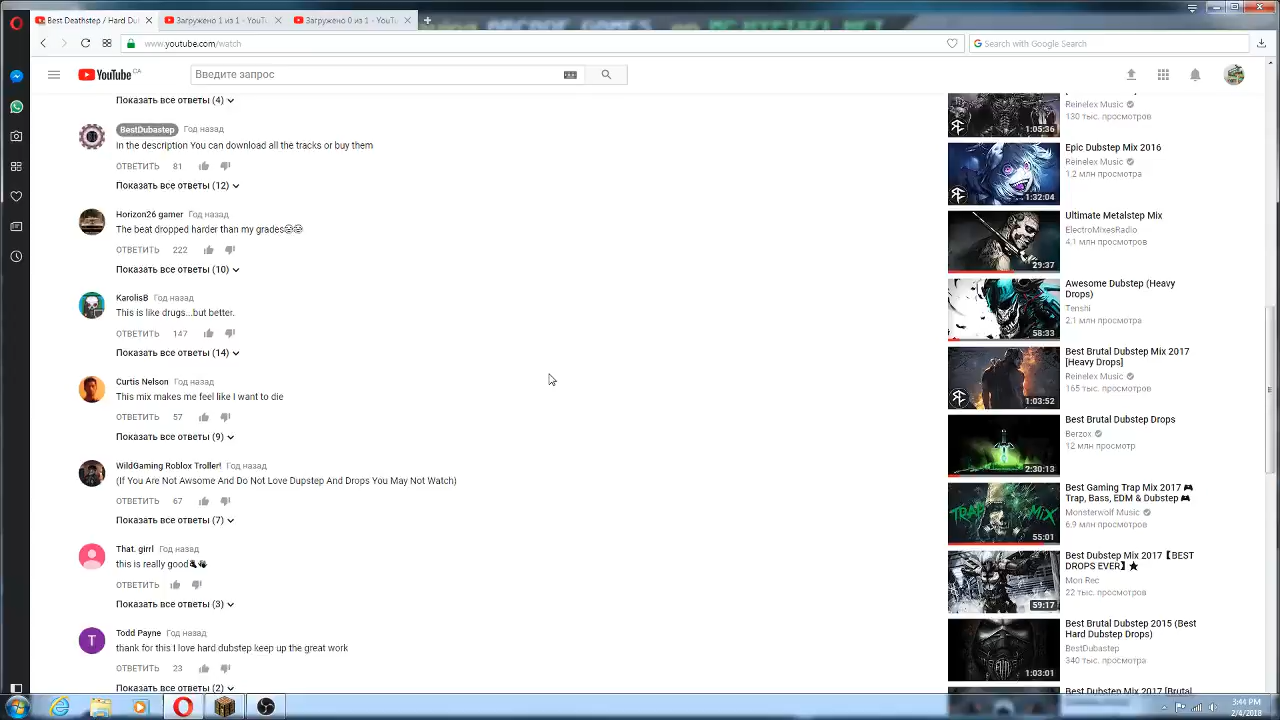 Best Deathstep / Hard Du
Загружено 1 из 1 - YouT
Загружено 0 из 1 - YouT
www.youtube.com/watch
Search with Google Search
YouTube CA
Введите запрос
Показать все ответы (4)
BestDubastep Год назад
In the description You can download all the tracks or buy them
ОТВЕТИТЬ 81
Показать все ответы (12)
Horizon26 gamer Год назад
The beat dropped harder than my grades
ОТВЕТИТЬ 222
Показать все ответы (10)
KarolisB Год назад
This is like drugs...but better.
ОТВЕТИТЬ 147
Показать все ответы (14)
Curtis Nelson Год назад
This mix makes me feel like I want to die
ОТВЕТИТЬ 57
Показать все ответы (9)
WildGaming Roblox Troller! Год назад
(If You Are Not Awsome And Do Not Love Dupstep And Drops You May Not Watch)
ОТВЕТИТЬ 67
Показать все ответы (7)
That. girrl Год назад
this is really good
ОТВЕТИТЬ
Показать все ответы (3)
T
Todd Payne Год назад
thank for this I love hard dubstep keep up the great work
ОТВЕТИТЬ 23
Показать все ответы (2)
Reinelex Music
130 тыс. просмотров
1:05:36
Epic Dubstep Mix 2016
Reinelex Music
1.2 млн просмотра
1:32:04
Ultimate Metalstep Mix
ElectroMixesRadio
4.1 млн просмотра
29:37
Awesome Dubstep (Heavy
Drops)
Tenshi
2.1 млн просмотра
58:33
Best Brutal Dubstep Mix 2017
[Heavy Drops]
Reinelex Music
165 тыс. просмотров
1:03:52
Best Brutal Dubstep Drops
Berzox
12 млн просмотр
2:30:13
Best Gaming Trap Mix 2017
Trap, Bass, EDM & Dubstep
Monsterwolf Music
6.9 млн просмотров
TRAP MIX
55:01
Best Dubstep Mix 2017【BEST
DROPS EVER】★
Mon Rec
22 тыс. просмотров
59:17
Best Brutal Dubstep 2015 (Best
Hard Dubstep Drops)
BestDubastep
340 тыс. просмотров
1:03:01
Best Dubstep Mix 2017 [Brutal
3:44 PM
2/4/2018